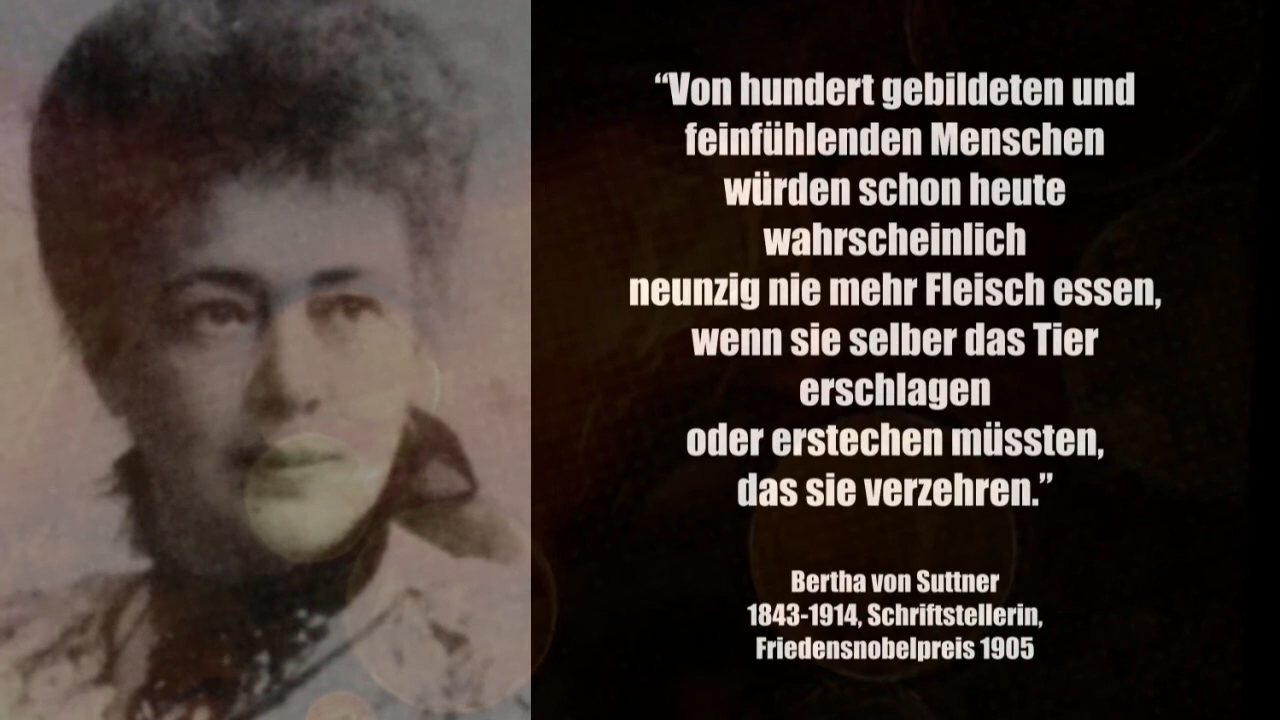 “Von hundert gebildeten und
feinfühlenden Menschen
würden schon heute
wahrscheinlich
neunzig nie mehr Fleisch essen,
wenn sie selber das Tier
erschlagen
oder erstechen müssten,
das sie verzehren.”
Bertha von Suttner
1843-1914, Schriftstellerin,
Friedensnobelpreis 1905